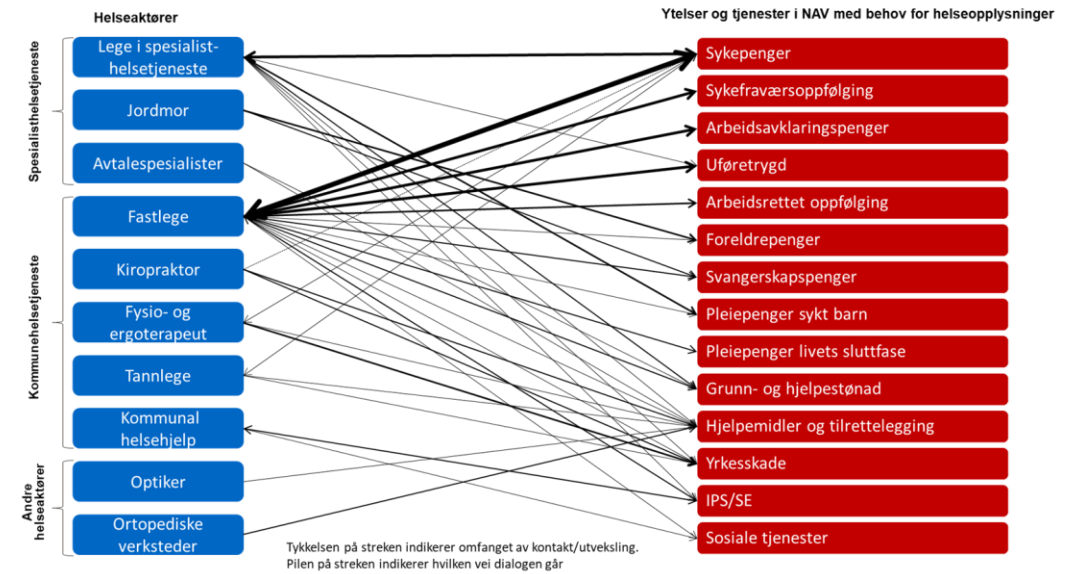 Helseaktører
Ytelser og tjenester i NAV med behov for helseopplysninger
Spesialisthelsetjeneste
Lege i spesialist-
helsetjeneste
Jordmor
Avtalespesialister
Kommunehelsetjeneste
Fastlege
Kiropraktor
Fysio- og
ergoterapeut
Tannlege
Kommunal
helsehjelp
Andre
helseaktører
Optiker
Ortopediske
verksteder
Sykepenger
Sykefraværsoppfølging
Arbeidsavklaringspenger
Uføretrygd
Arbeidsrettet oppfølging
Foreldrepenger
Svangerskapspenger
Pleiepenger sykt barn
Pleiepenger livets sluttfase
Grunn- og hjelpestønad
Hjelpemidler og tilrettelegging
Yrkesskade
IPS/SE
Sosiale tjenester
Tykkelsen på streken indikerer omfanget av kontakt/utveksling.
Pilen på streken indikerer hvilken vei dialogen går